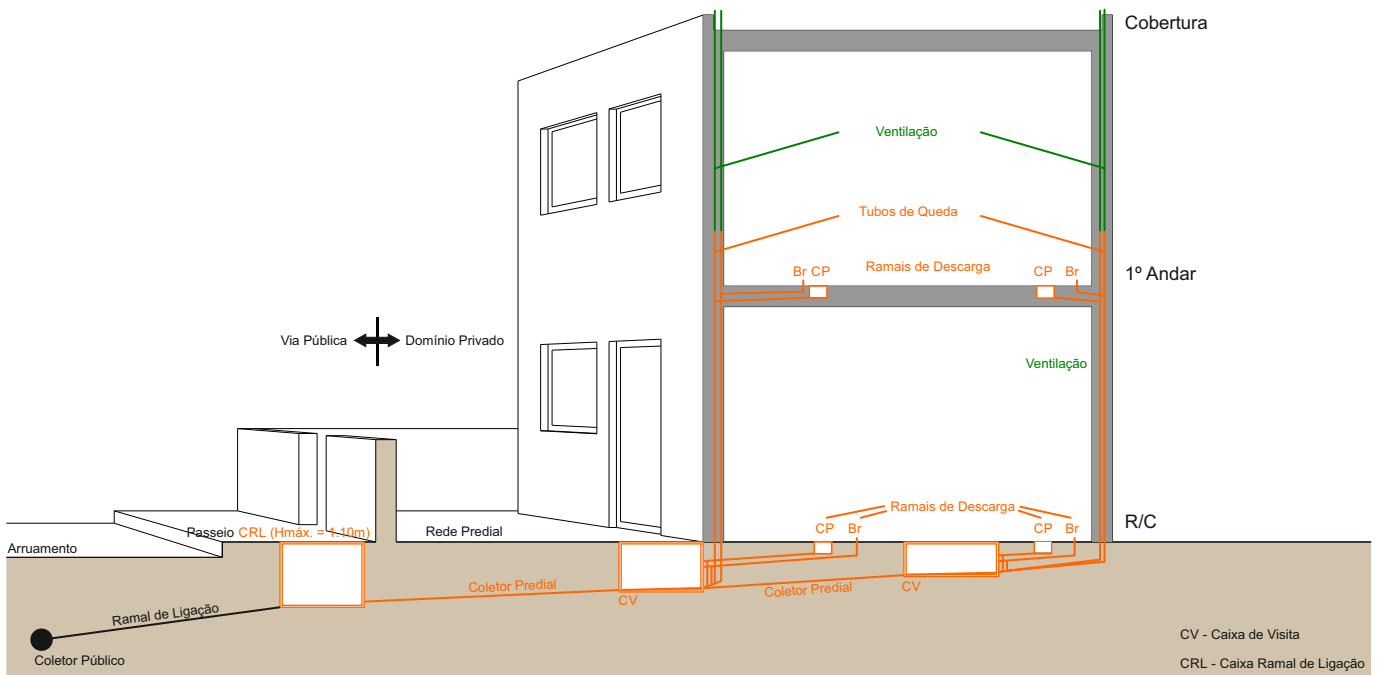 Cobertura
Ventilação
Tubos de Queda
Br CP
Ramais de Descarga
CP Br
1º Andar
Via Pública
Domínio Privado
Ventilação
Ramais de Descarga
CP Br
CP Br
R/C
Passeio CRL (Hmáx. = 1.10m)
Rede Predial
Arruamento
Coletor Predial
CV
Coletor Predial
CV
Ramal de Ligação
Coletor Público
CV - Caixa de Visita
CRL - Caixa Ramal de Ligação